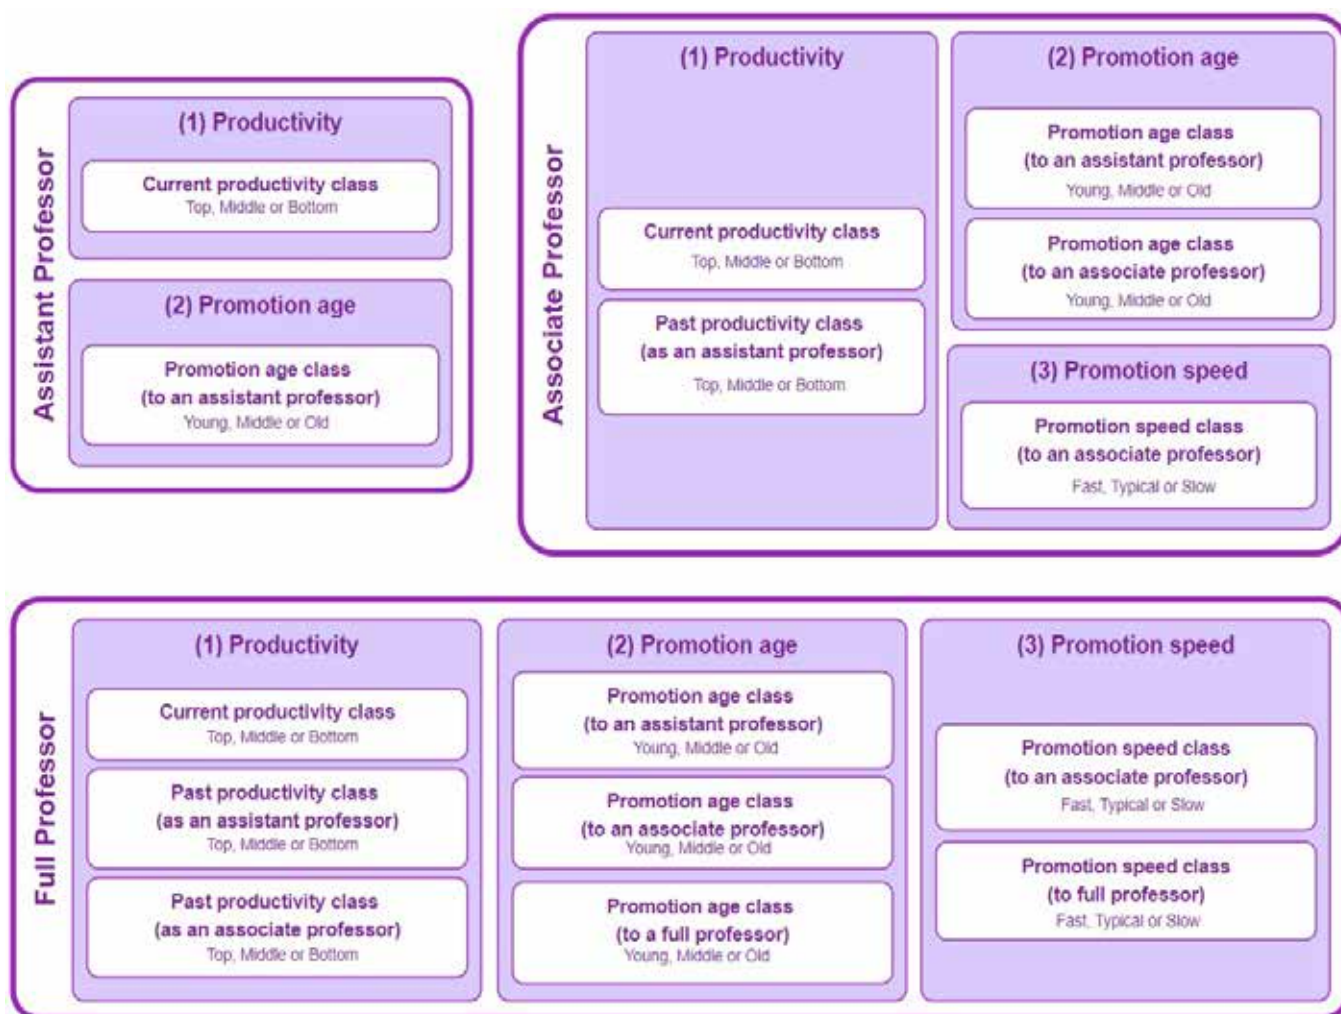 Assistant Professor
(1) Productivity
Current productivity class
Top, Middle or Bottom
(2) Promotion age
Promotion age class
(to an assistant professor)
Young, Middle or Old
Associate Professor
(1) Productivity
Current productivity class
Top, Middle or Bottom
Past productivity class
(as an assistant professor)
Top, Middle or Bottom
(2) Promotion age
Promotion age class
(to an assistant professor)
Young, Middle or Old
Promotion age class
(to an associate professor)
Young, Middle or Old
(3) Promotion speed
Promotion speed class
(to an associate professor)
Fast, Typical or Slow
Full Professor
(1) Productivity
Current productivity class
Top, Middle or Bottom
Past productivity class
(as an assistant professor)
Top, Middle or Bottom
Past productivity class
(as an associate professor)
Top, Middle or Bottom
(2) Promotion age
Promotion age class
(to an assistant professor)
Young, Middle or Old
Promotion age class
(to an associate professor)
Young, Middle or Old
Promotion age class
(to a full professor)
Young, Middle or Old
(3) Promotion speed
Promotion speed class
(to an associate professor)
Fast, Typical or Slow
Promotion speed class
(to full professor)
Fast, Typical or Slow